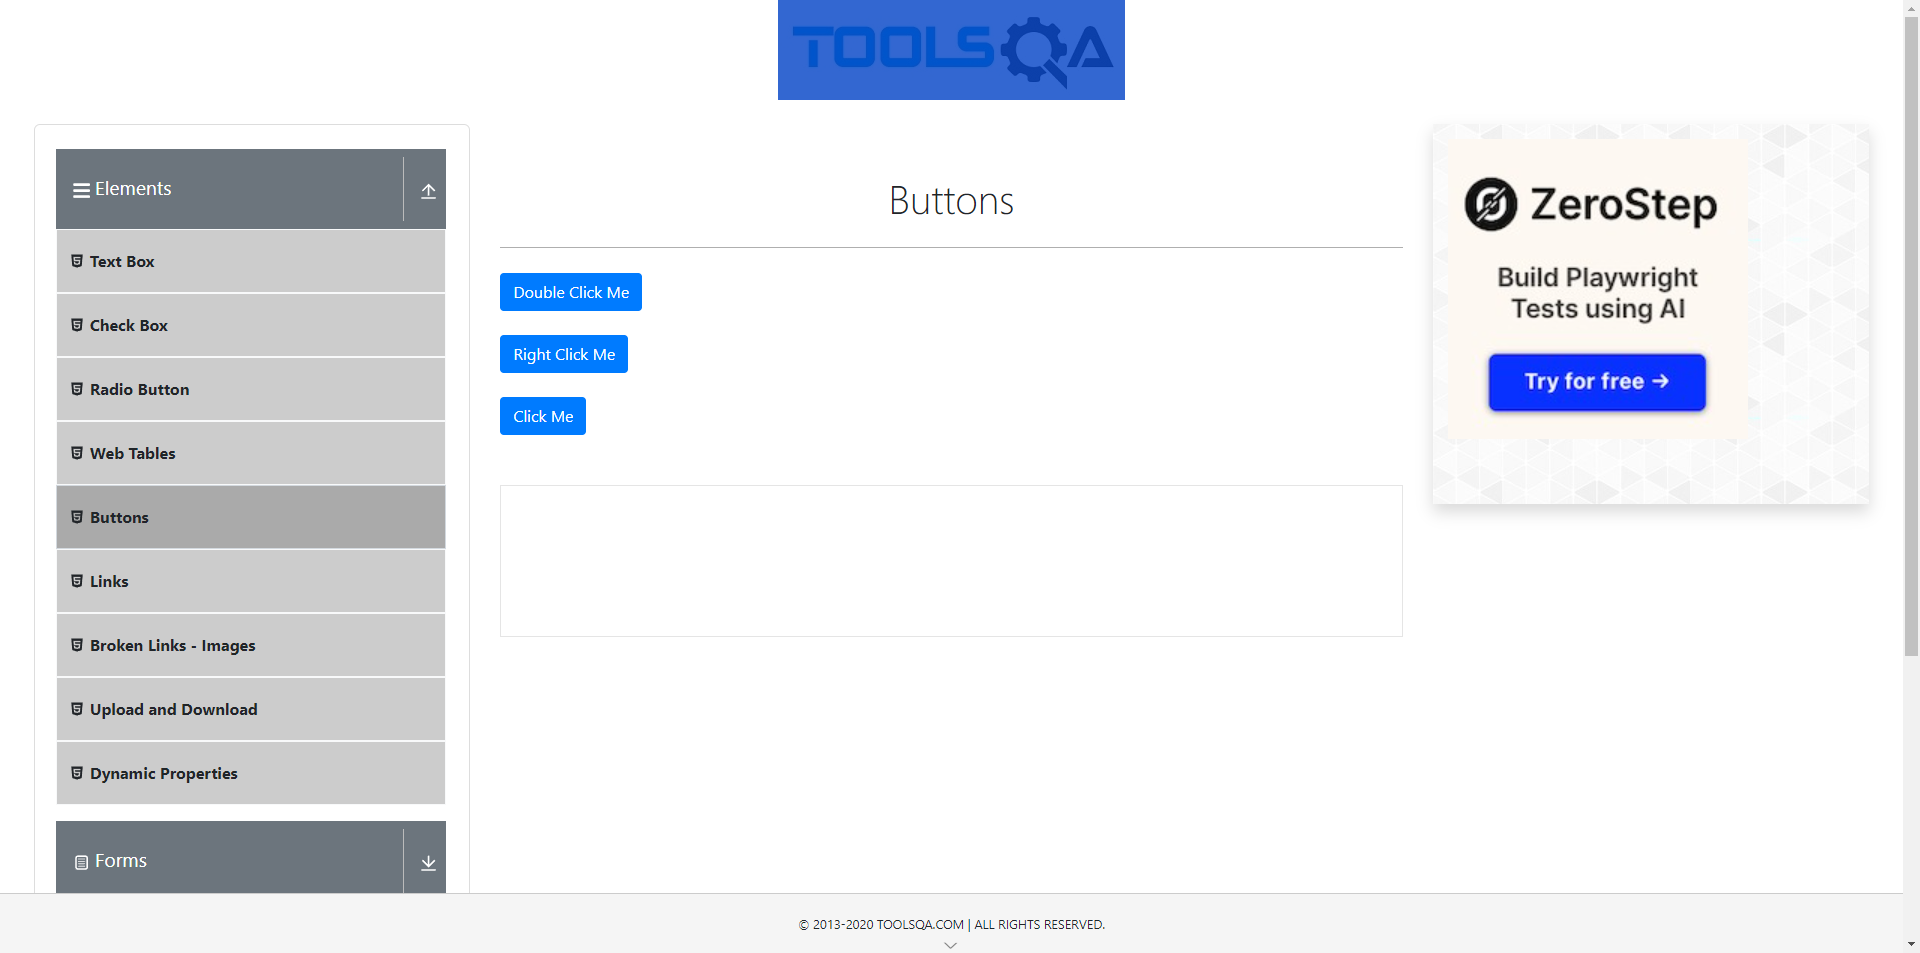 TOOLSQA
Elements
Text Box
Check Box
Radio Button
Web Tables
Buttons
Links
Broken Links - Images
Upload and Download
Dynamic Properties
Forms
Buttons
Double Click Me
Right Click Me
Click Me
ZeroStep
Build Playwright
Tests using AI
Try for free →
© 2013-2020 TOOLSQA.COM | ALL RIGHTS RESERVED.